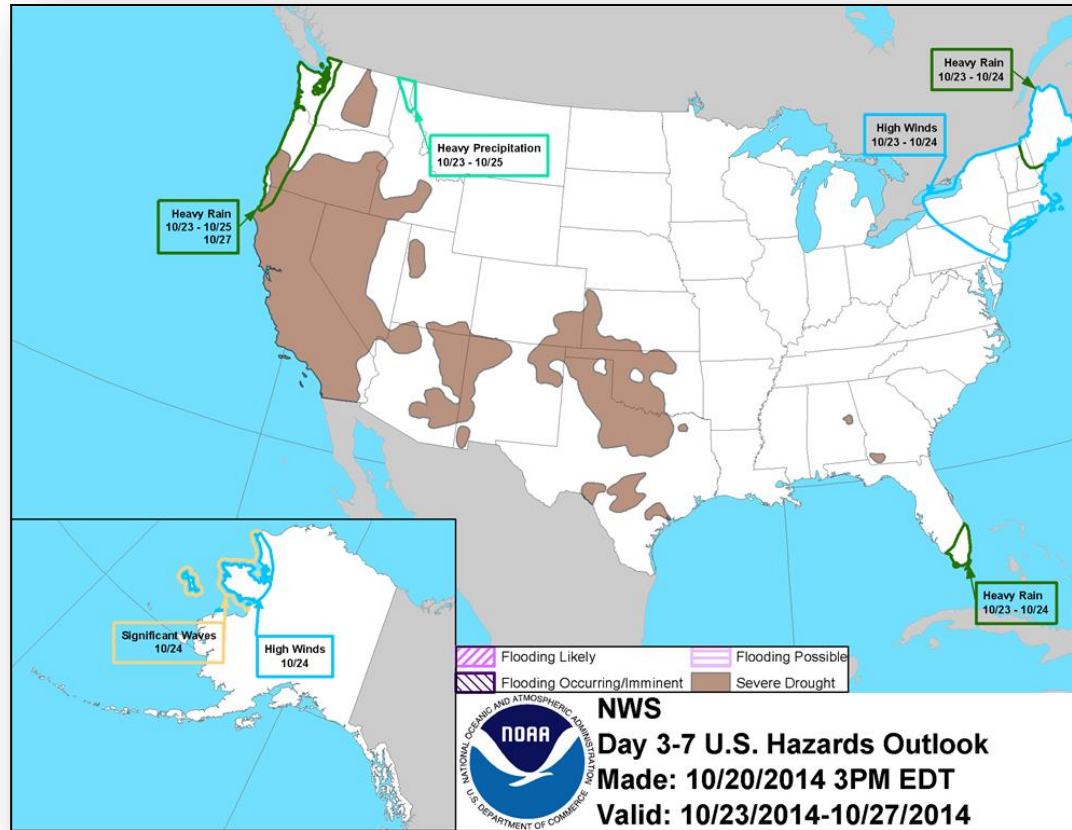 Heavy Rain
10/23 - 10/24
High Winds
10/23 - 10/24
Heavy Precipitation
10/23 - 10/25
Heavy Rain
10/23 - 10/25
10/27
Heavy Rain
10/23 - 10/24
Significant Waves
10/24
High Winds
10/24
Flooding Likely
Flooding Possible
Flooding Occurring/Imminent
Severe Drought
NATIONAL OCEANIC AND ATMOSPHERIC ADMINISTRATION
NOAA
U.S. DEPARTMENT OF COMMERCE
NWS
Day 3-7 U.S. Hazards Outlook
Made: 10/20/2014 3PM EDT
Valid: 10/23/2014-10/27/2014